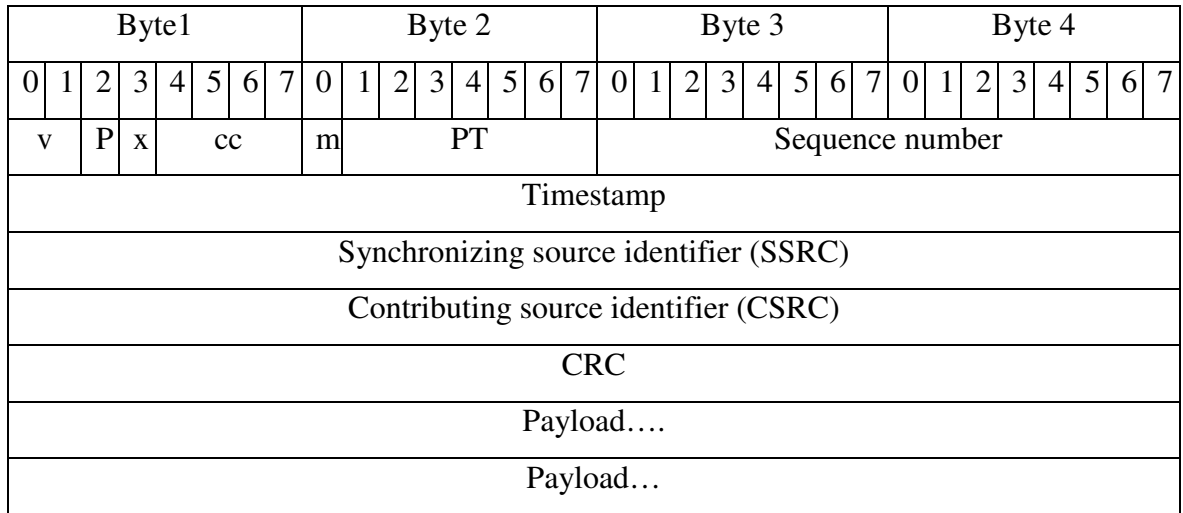 Byte1 Byte 2 Byte 3 Byte 4
0 1 2 3 4 5 6 7 0 1 2 3 4 5 6 7 0 1 2 3 4 5 6 7 0 1 2 3 4 5 6 7
v P x cc m PT Sequence number
Timestamp
Synchronizing source identifier (SSRC)
Contributing source identifier (CSRC)
CRC
Payload….
Payload…